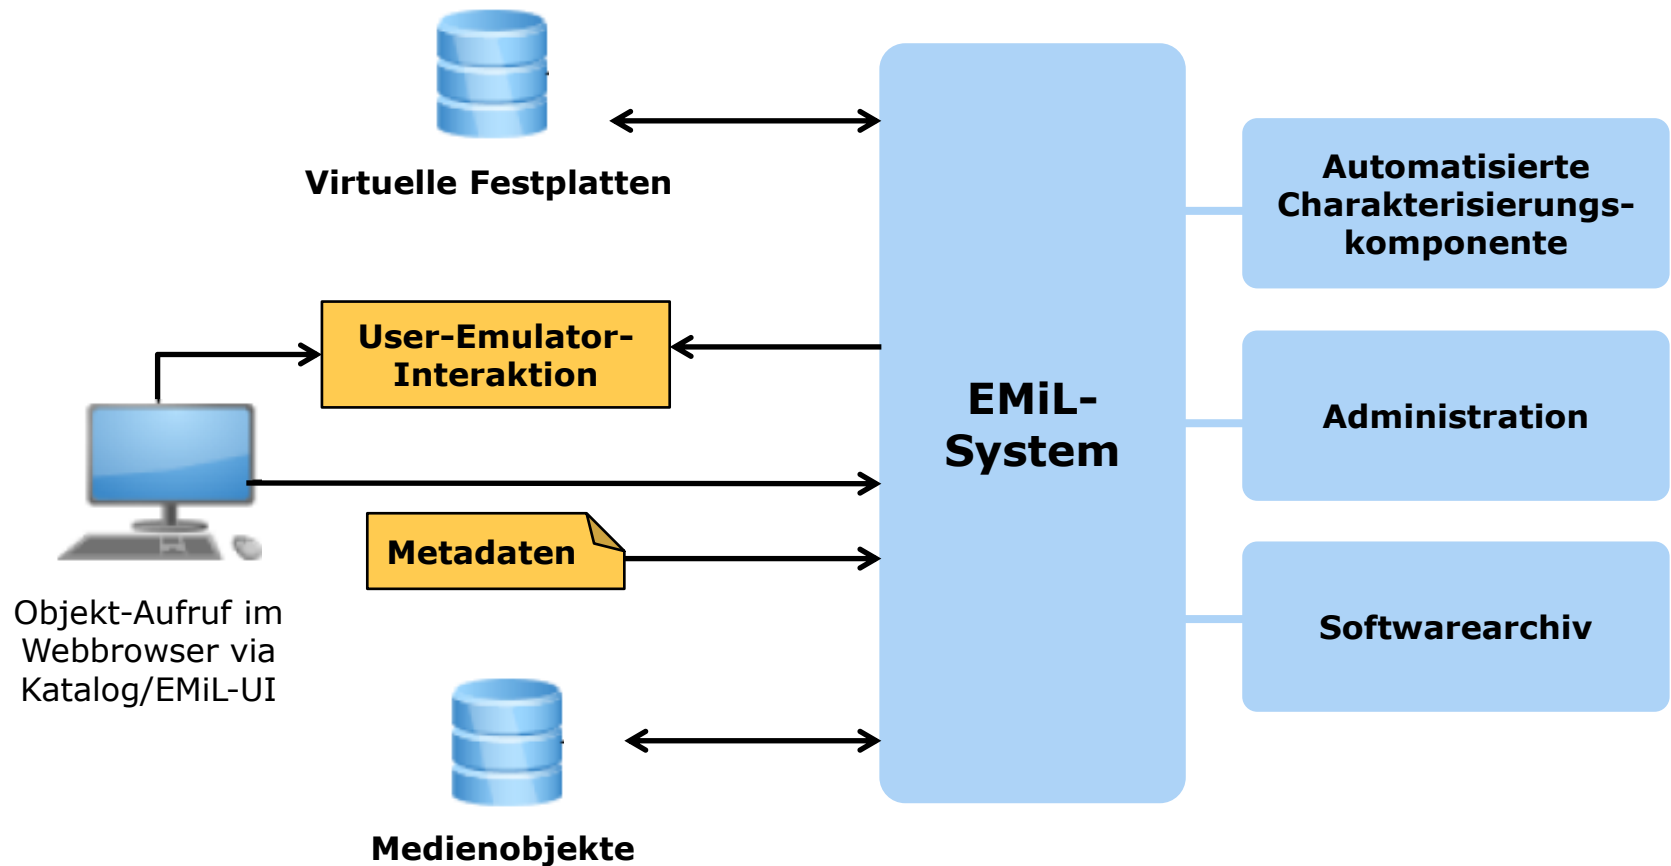 Virtuelle Festplatten
User-Emulator-
Interaktion
Metadaten
Objekt-Aufruf im
Webbrowser via
Katalog/EMiL-UI
Medienobjekte
EMiL-
System
Automatisierte
Charakterisierungs-
komponente
Administration
Softwarearchiv